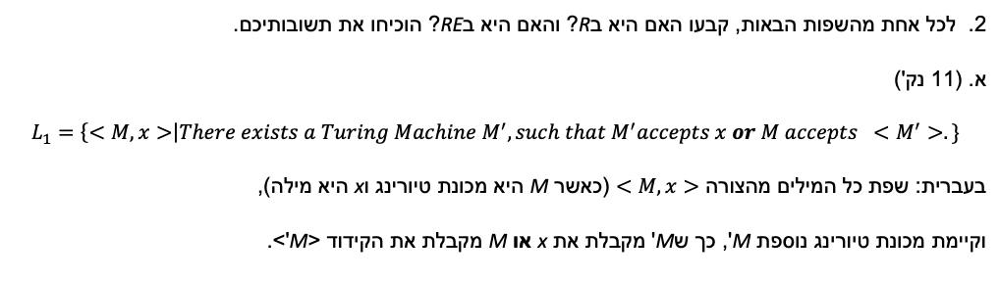 2. לכל אחת מהשפות הבאות, קבעו האם היא בR? והאם היא בRE? הוכיחו את תשובותיכם.
א. (11 נק')
L₁ = {< M, x >|There exists a Turing Machine M′, such that M′accepts x or M accepts < M′ >.}
בעברית: שפת כל המילים מהצורה < M, x > (כאשר M היא מכונת טיורינג וx היא מילה),
וקיימת מכונת טיורינג נוספת M', כך שM' מקבלת את x או M מקבלת את הקידוד <M'>.